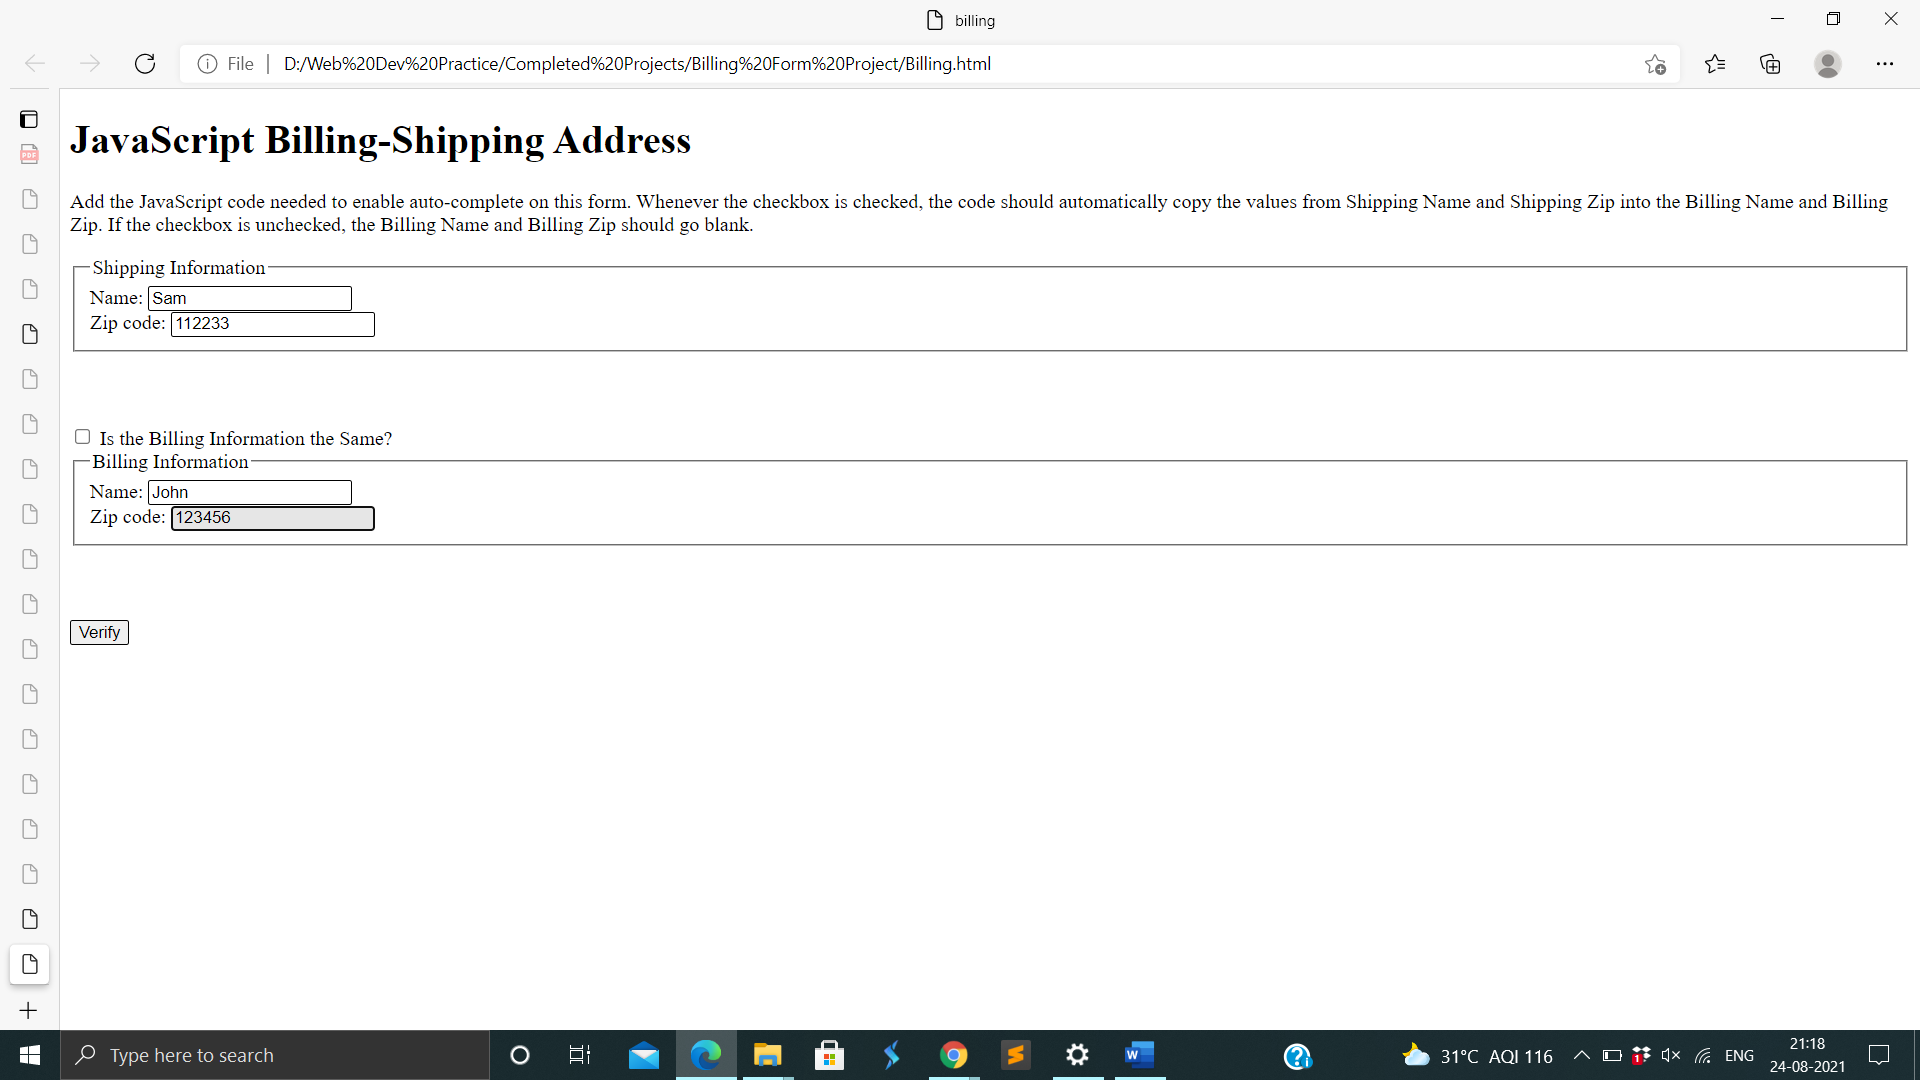 billing
File
D:/Web%20Dev%20Practice/Completed%20Projects/Billing%20Form%20Project/Billing.html
PDF
JavaScript Billing-Shipping Address
Add the JavaScript code needed to enable auto-complete on this form. Whenever the checkbox is checked, the code should automatically copy the values from Shipping Name and Shipping Zip into the Billing Name and Billing
Zip. If the checkbox is unchecked, the Billing Name and Billing Zip should go blank.
Shipping Information
Name: Sam
Zip code: 112233
Is the Billing Information the Same?
Billing Information
Name: John
Zip code: 123456
Verify
Type here to search
31°C AQI 116
1
ENG
21:18
24-08-2021